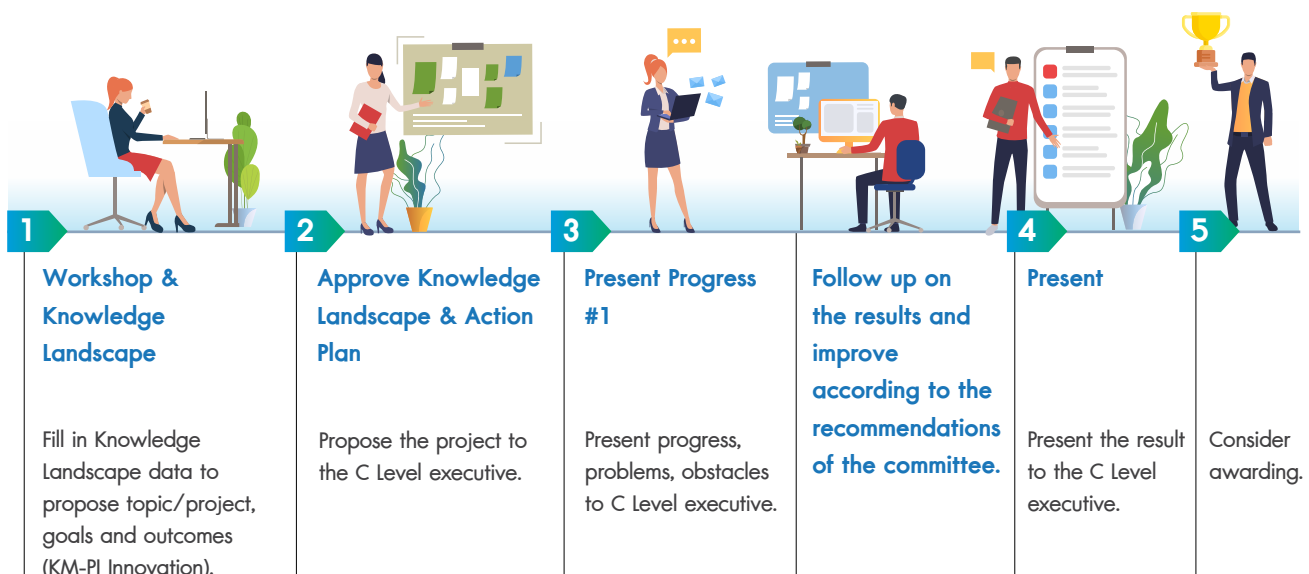 1
Workshop &
Knowledge
Landscape
Fill in Knowledge
Landscape data to
propose topic/project,
goals and outcomes
(KM-PI Innovation).
2
Approve Knowledge
Landscape & Action
Plan
Propose the project to
the C Level executive.
3
Present Progress
#1
Present progress,
problems, obstacles
to C Level executive.
Follow up on
the results and
improve
according to the
recommendations
of the committee.
4
Present
Present the result
to the C Level
executive.
5
Consider
awarding.